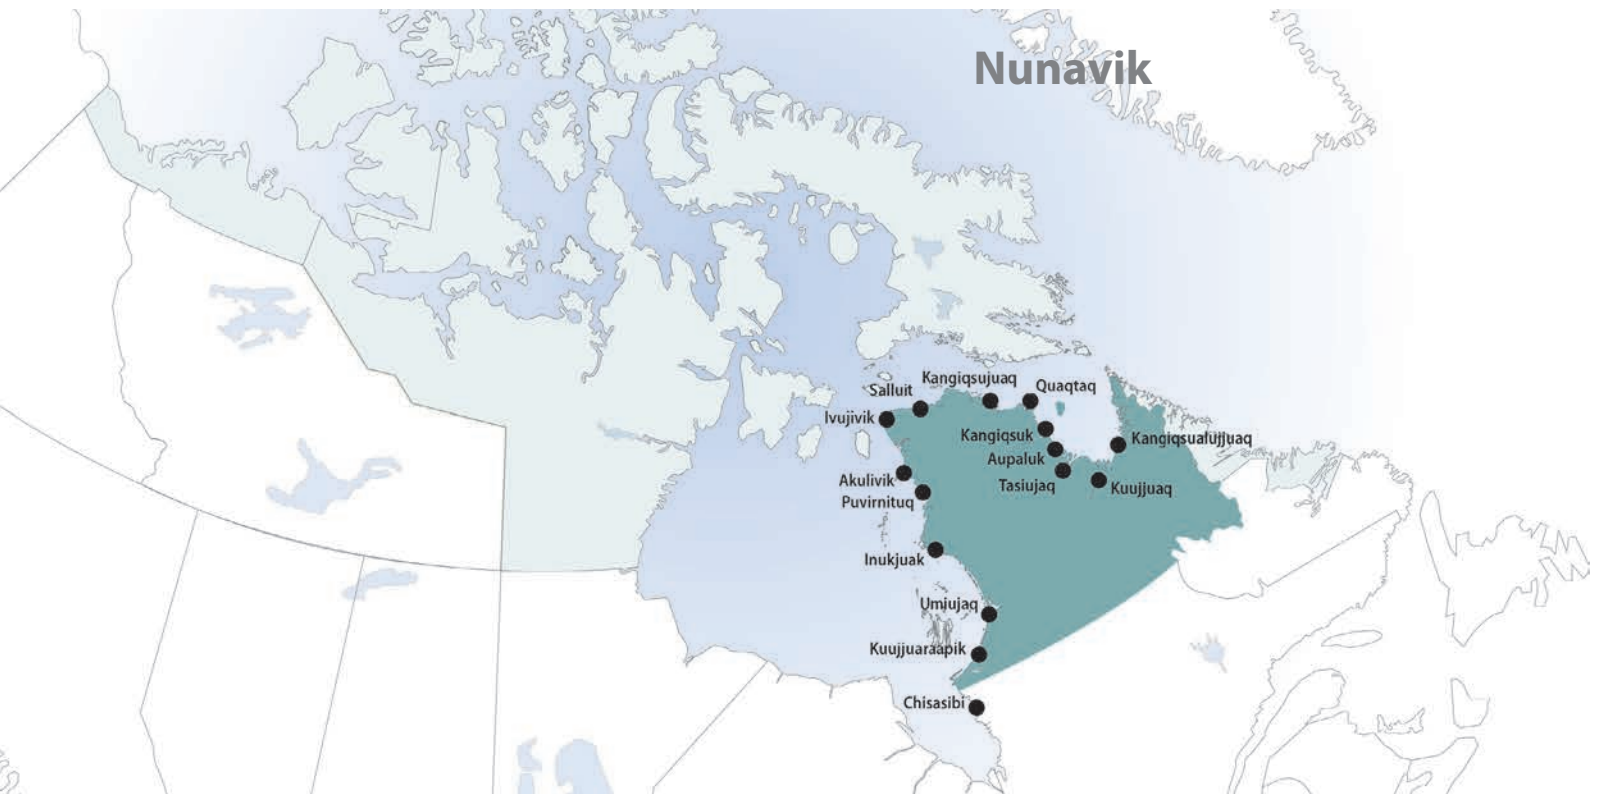 Nunavik
Kangiqsujuaq
Quaqtaq
Salluit
Ivujivik
Kangiqsuk
Kangiqsualujjuaq
Aupaluk
Akulivik
Tasiujaq
Kuujjuaq
Puvirnituq
Inukjuak
Umiujaq
Kuujjuaraapik
Chisasibi